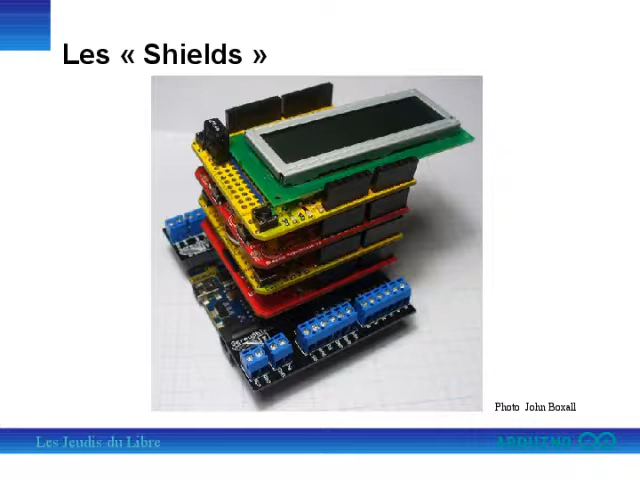 Les « Shields »
Photo John Boxall
Les Jeudis du Libre
ARDUINO